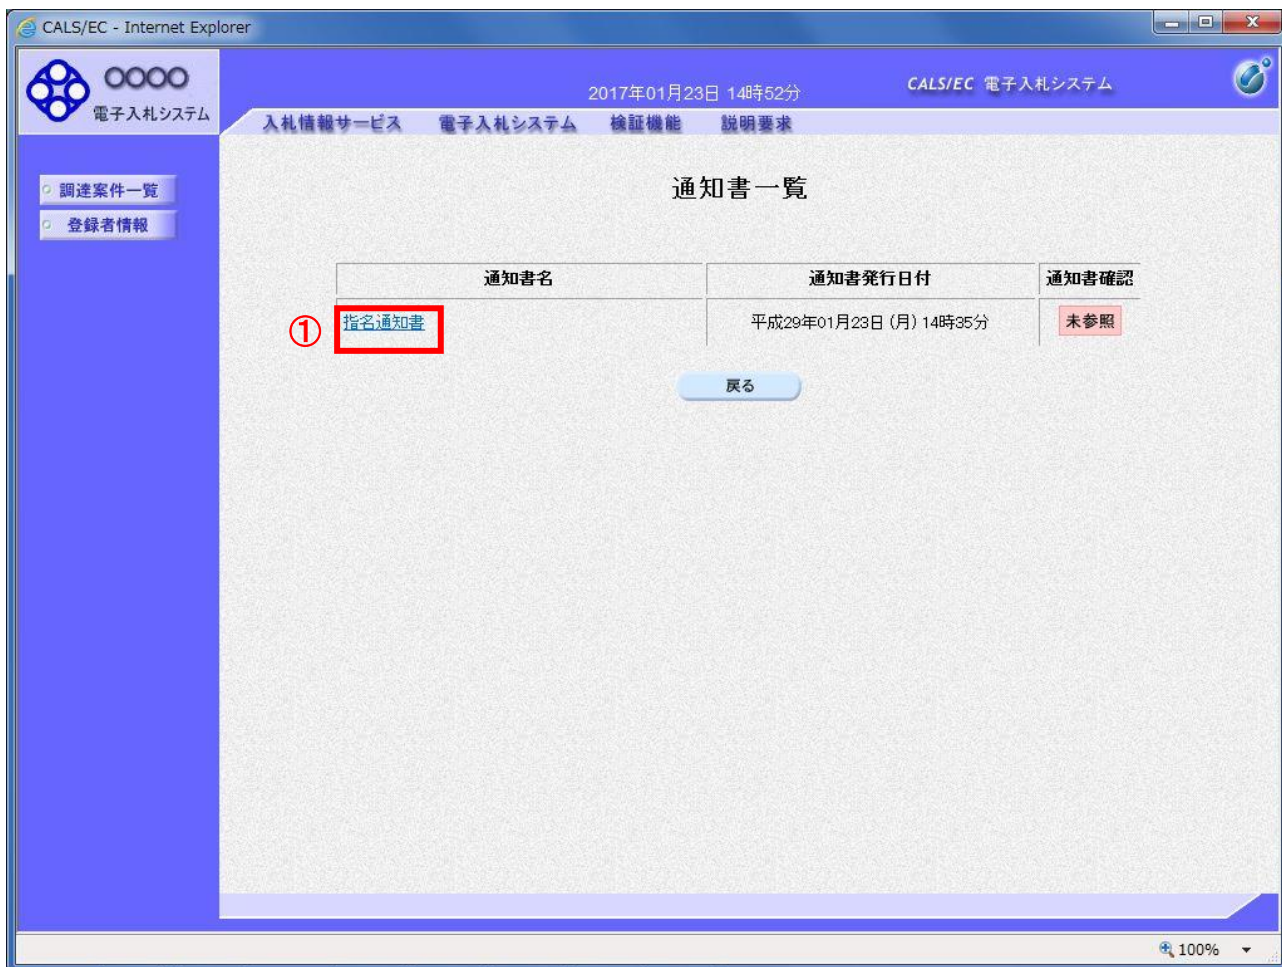 CALS/EC - Internet Explorer
○○○○
電子入札システム
2017年01月23日 14時52分
CALS/EC 電子入札システム
入札情報サービス 電子入札システム 検証機能 説明要求
調達案件一覧
登録者情報
通知書一覧
通知書名 通知書発行日付 通知書確認
① 指名通知書 平成29年01月23日 (月) 14時35分 未参照
戻る
100%